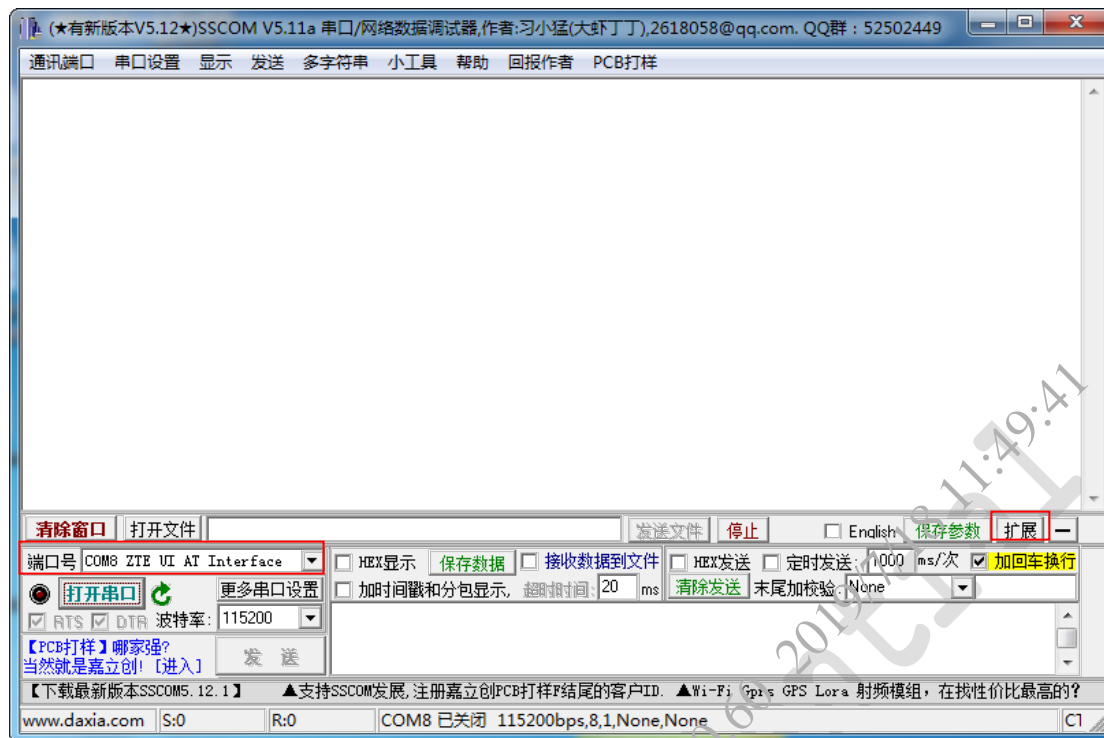 (★有新版本V5.12★)SSCOM V5.11a 串口/网络数据调试器,作者:习小猛(大虾丁丁),2618058@qq.com. QQ群：52502449
通讯端口 串口设置 显示 发送 多字符串 小工具 帮助 回报作者 PCB打样
清除窗口 打开文件 发送文件 停止 English 保存参数 扩展 —
端口号 COM8 ZTE UI AT Interface HEX显示 保存数据 接收数据到文件 HEX发送 定时发送: 1000 ms/次 加回车换行
打开串口 更多串口设置 加时间戳和分包显示, 超时时间: 20 ms 清除发送 末尾加校验: None
RTS DTR 波特率: 115200
【PCB打样】哪家强?
当然就是嘉立创! [进入]
发 送
【下载最新版本SSCOM5.12.1】 ▲支持SSCOM发展,注册嘉立创PCB打样F结尾的客户ID. ▲Wi-Fi Gprs GPS Lora 射频模组，在找性价比最高的?
www.daxia.com S:0 R:0 COM8 已关闭 115200bps,8,1,None,None CT
60 2019/7/18 11:49:41